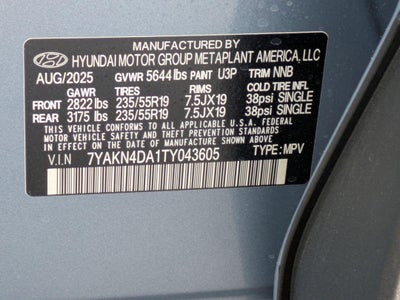 MANUFACTURED BY
HYUNDAI MOTOR GROUP METAPLANT AMERICA, LLC
AUG/2025 GVWR 5644 lbs PAINT U3P TRIM NNB
GAWR TIRES RIMS COLD TIRE INFL
FRONT 2822 lbs 235/55R19 7.5JX19 38psi SINGLE
REAR 3175 lbs 235/55R19 7.5JX19 38psi SINGLE
THIS VEHICLE CONFORMS TO ALL APPLICABLE U.S.A. FEDERAL
MOTOR VEHICLE SAFETY STANDARDS IN EFFECT ON THE
DATE OF MANUFACTURE SHOWN ABOVE.
V.I.N 7YAKN4DA1TY043605 TYPE: MPV